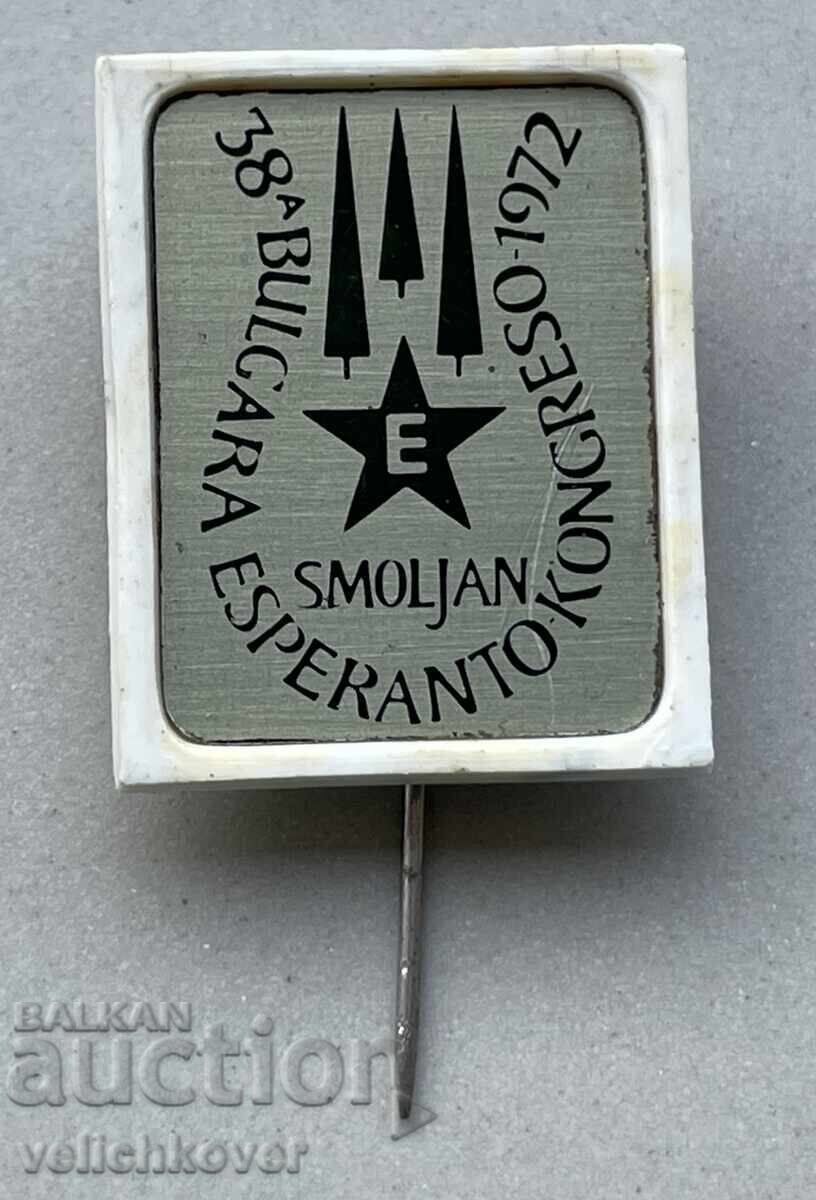 38A BULGARA ESPERANTO-KONGRESO-1972
E
SMOLJAN
BALKAN
auction
velichkover